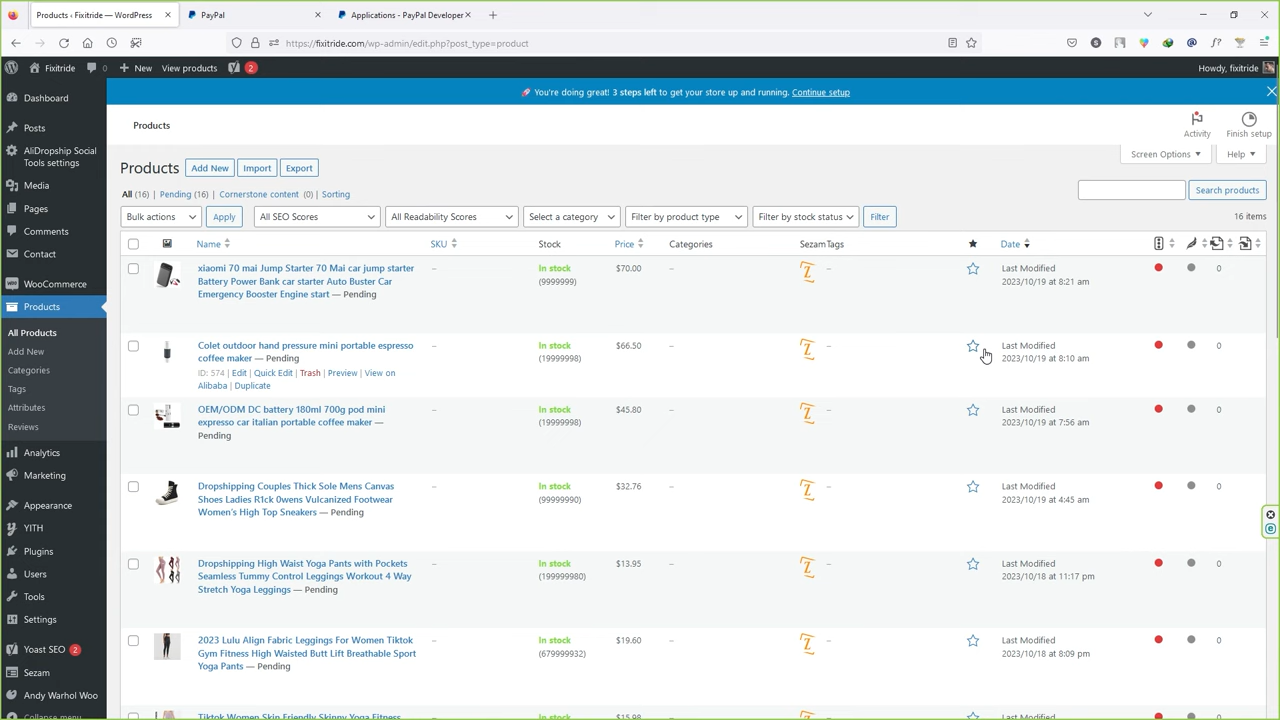 Products ‹ Fixitride — WordPress
PayPal
Applications - PayPal Developer
https://fixitride.com/wp-admin/edit.php?post_type=product
Fixitride
0
New
View products
2
Howdy, fixitride
You're doing great! 3 steps left to get your store up and running. Continue setup
Products
Activity
Finish setup
Screen Options
Help
Dashboard
Posts
AliDropship Social
Tools settings
Media
Pages
Comments
Contact
WooCommerce
Products
All Products
Add New
Categories
Tags
Attributes
Reviews
Analytics
Marketing
Appearance
YITH
Plugins
Users
Tools
Settings
Yoast SEO 2
Sezam
Andy Warhol Woo
Collapse menu
Products
Add New
Import
Export
All (16) | Pending (16) | Cornerstone content (0) | Sorting
Search products
Bulk actions
Apply
All SEO Scores
All Readability Scores
Select a category
Filter by product type
Filter by stock status
Filter
16 items
Name
SKU
Stock
Price
Categories
SezamTags
Date
xiaomi 70 mai Jump Starter 70 Mai car jump starter
Battery Power Bank car starter Auto Buster Car
Emergency Booster Engine start — Pending
–
In stock
(9999999)
$70.00
–
–
Last Modified
2023/10/19 at 8:21 am
0
Colet outdoor hand pressure mini portable espresso
coffee maker — Pending
ID: 574 | Edit | Quick Edit | Trash | Preview | View on
Alibaba | Duplicate
–
In stock
(19999998)
$66.50
–
–
Last Modified
2023/10/19 at 8:10 am
0
OEM/ODM DC battery 180ml 700g pod mini
expresso car italian portable coffee maker —
Pending
–
In stock
(19999998)
$45.80
–
–
Last Modified
2023/10/19 at 7:56 am
0
Dropshipping Couples Thick Sole Mens Canvas
Shoes Ladies R1ck 0wens Vulcanized Footwear
Women's High Top Sneakers — Pending
–
In stock
(99999990)
$32.76
–
–
Last Modified
2023/10/19 at 4:45 am
0
Dropshipping High Waist Yoga Pants with Pockets
Seamless Tummy Control Leggings Workout 4 Way
Stretch Yoga Leggings — Pending
–
In stock
(199999980)
$13.95
–
–
Last Modified
2023/10/18 at 11:17 pm
0
2023 Lulu Align Fabric Leggings For Women Tiktok
Gym Fitness High Waisted Butt Lift Breathable Sport
Yoga Pants — Pending
–
In stock
(679999932)
$19.60
–
–
Last Modified
2023/10/18 at 8:09 pm
0
Tiktok Women Skin Friendly Skinny Yoga Fitness
In stock
$15.98
Last Modified
0